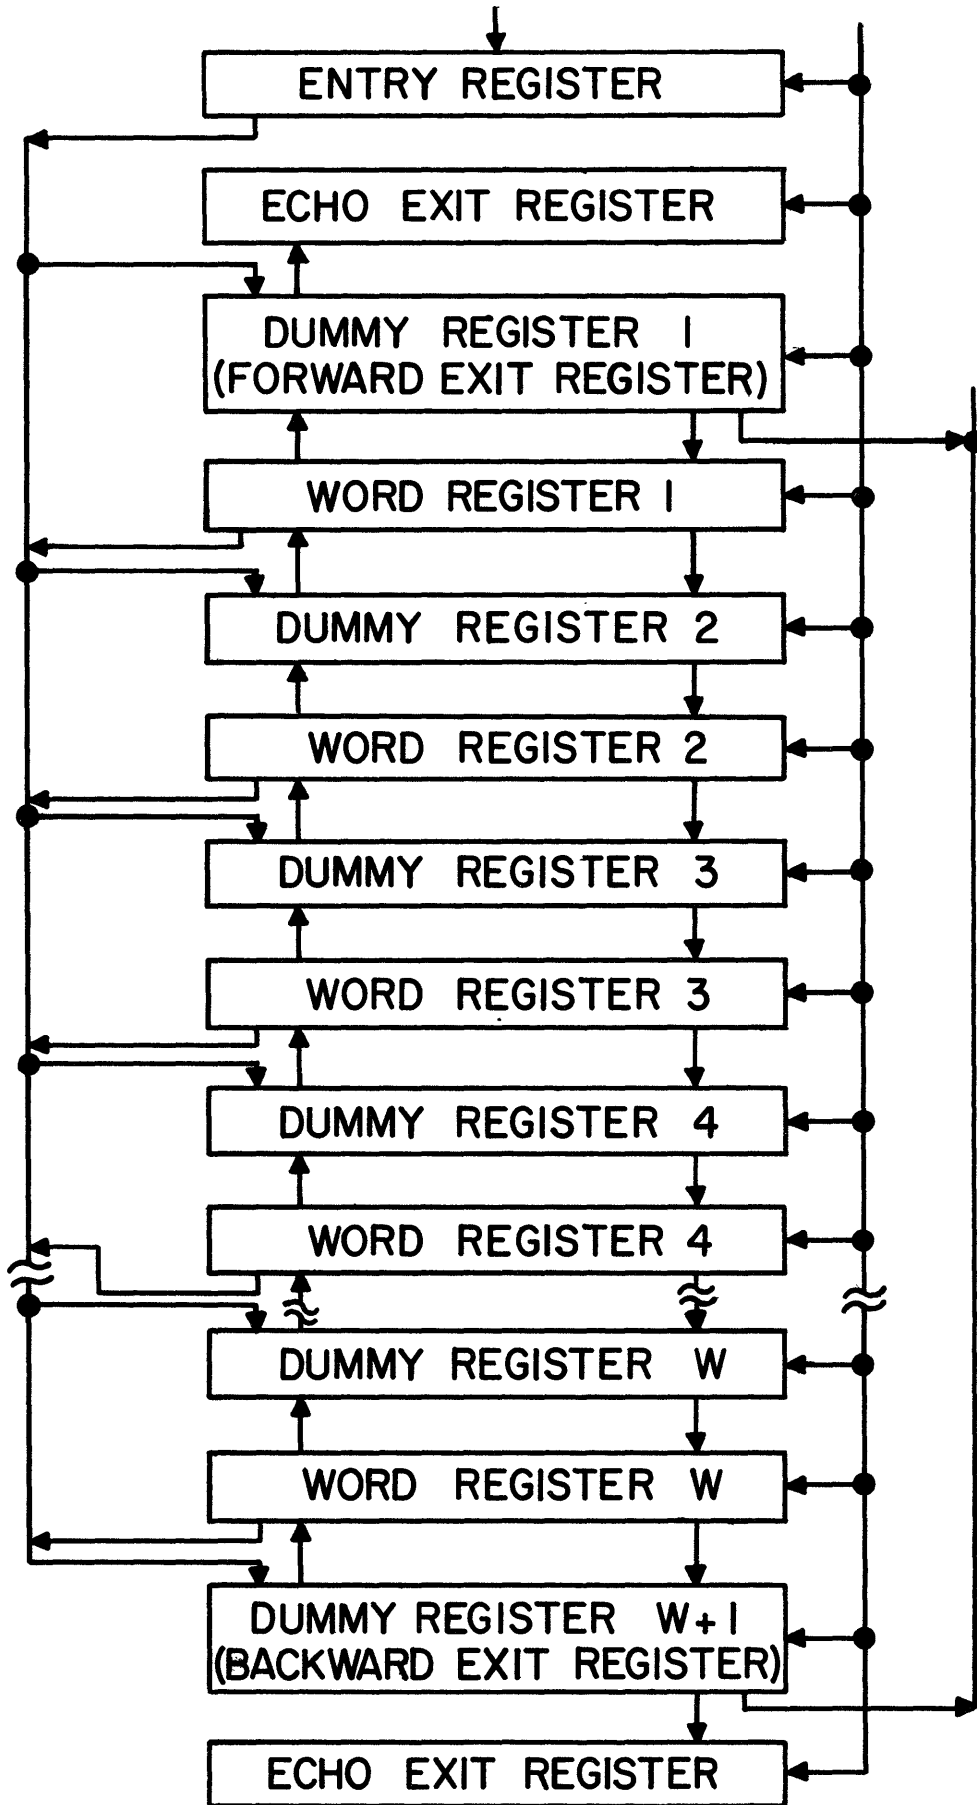 ENTRY REGISTER
ECHO EXIT REGISTER
DUMMY REGISTER 1
(FORWARD EXIT REGISTER)
WORD REGISTER 1
DUMMY REGISTER 2
WORD REGISTER 2
DUMMY REGISTER 3
WORD REGISTER 3
DUMMY REGISTER 4
WORD REGISTER 4
DUMMY REGISTER W
WORD REGISTER W
DUMMY REGISTER W+1
(BACKWARD EXIT REGISTER)
ECHO EXIT REGISTER